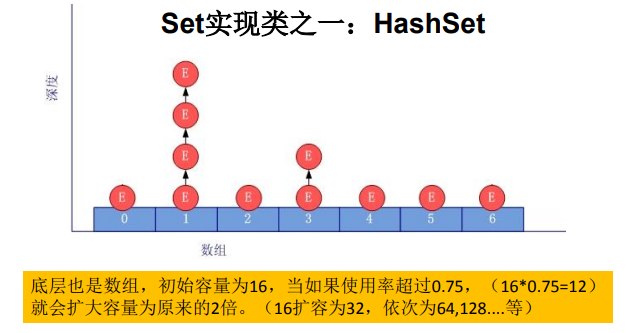 Set实现类之一：HashSet
深度
E
E
E
E
E
E
E
E
E
E
E
0 1 2 3 4 5 6
数组
底层也是数组，初始容量为16，当如果使用率超过0.75，（16*0.75=12）
就会扩大容量为原来的2倍。（16扩容为32，依次为64,128....等）